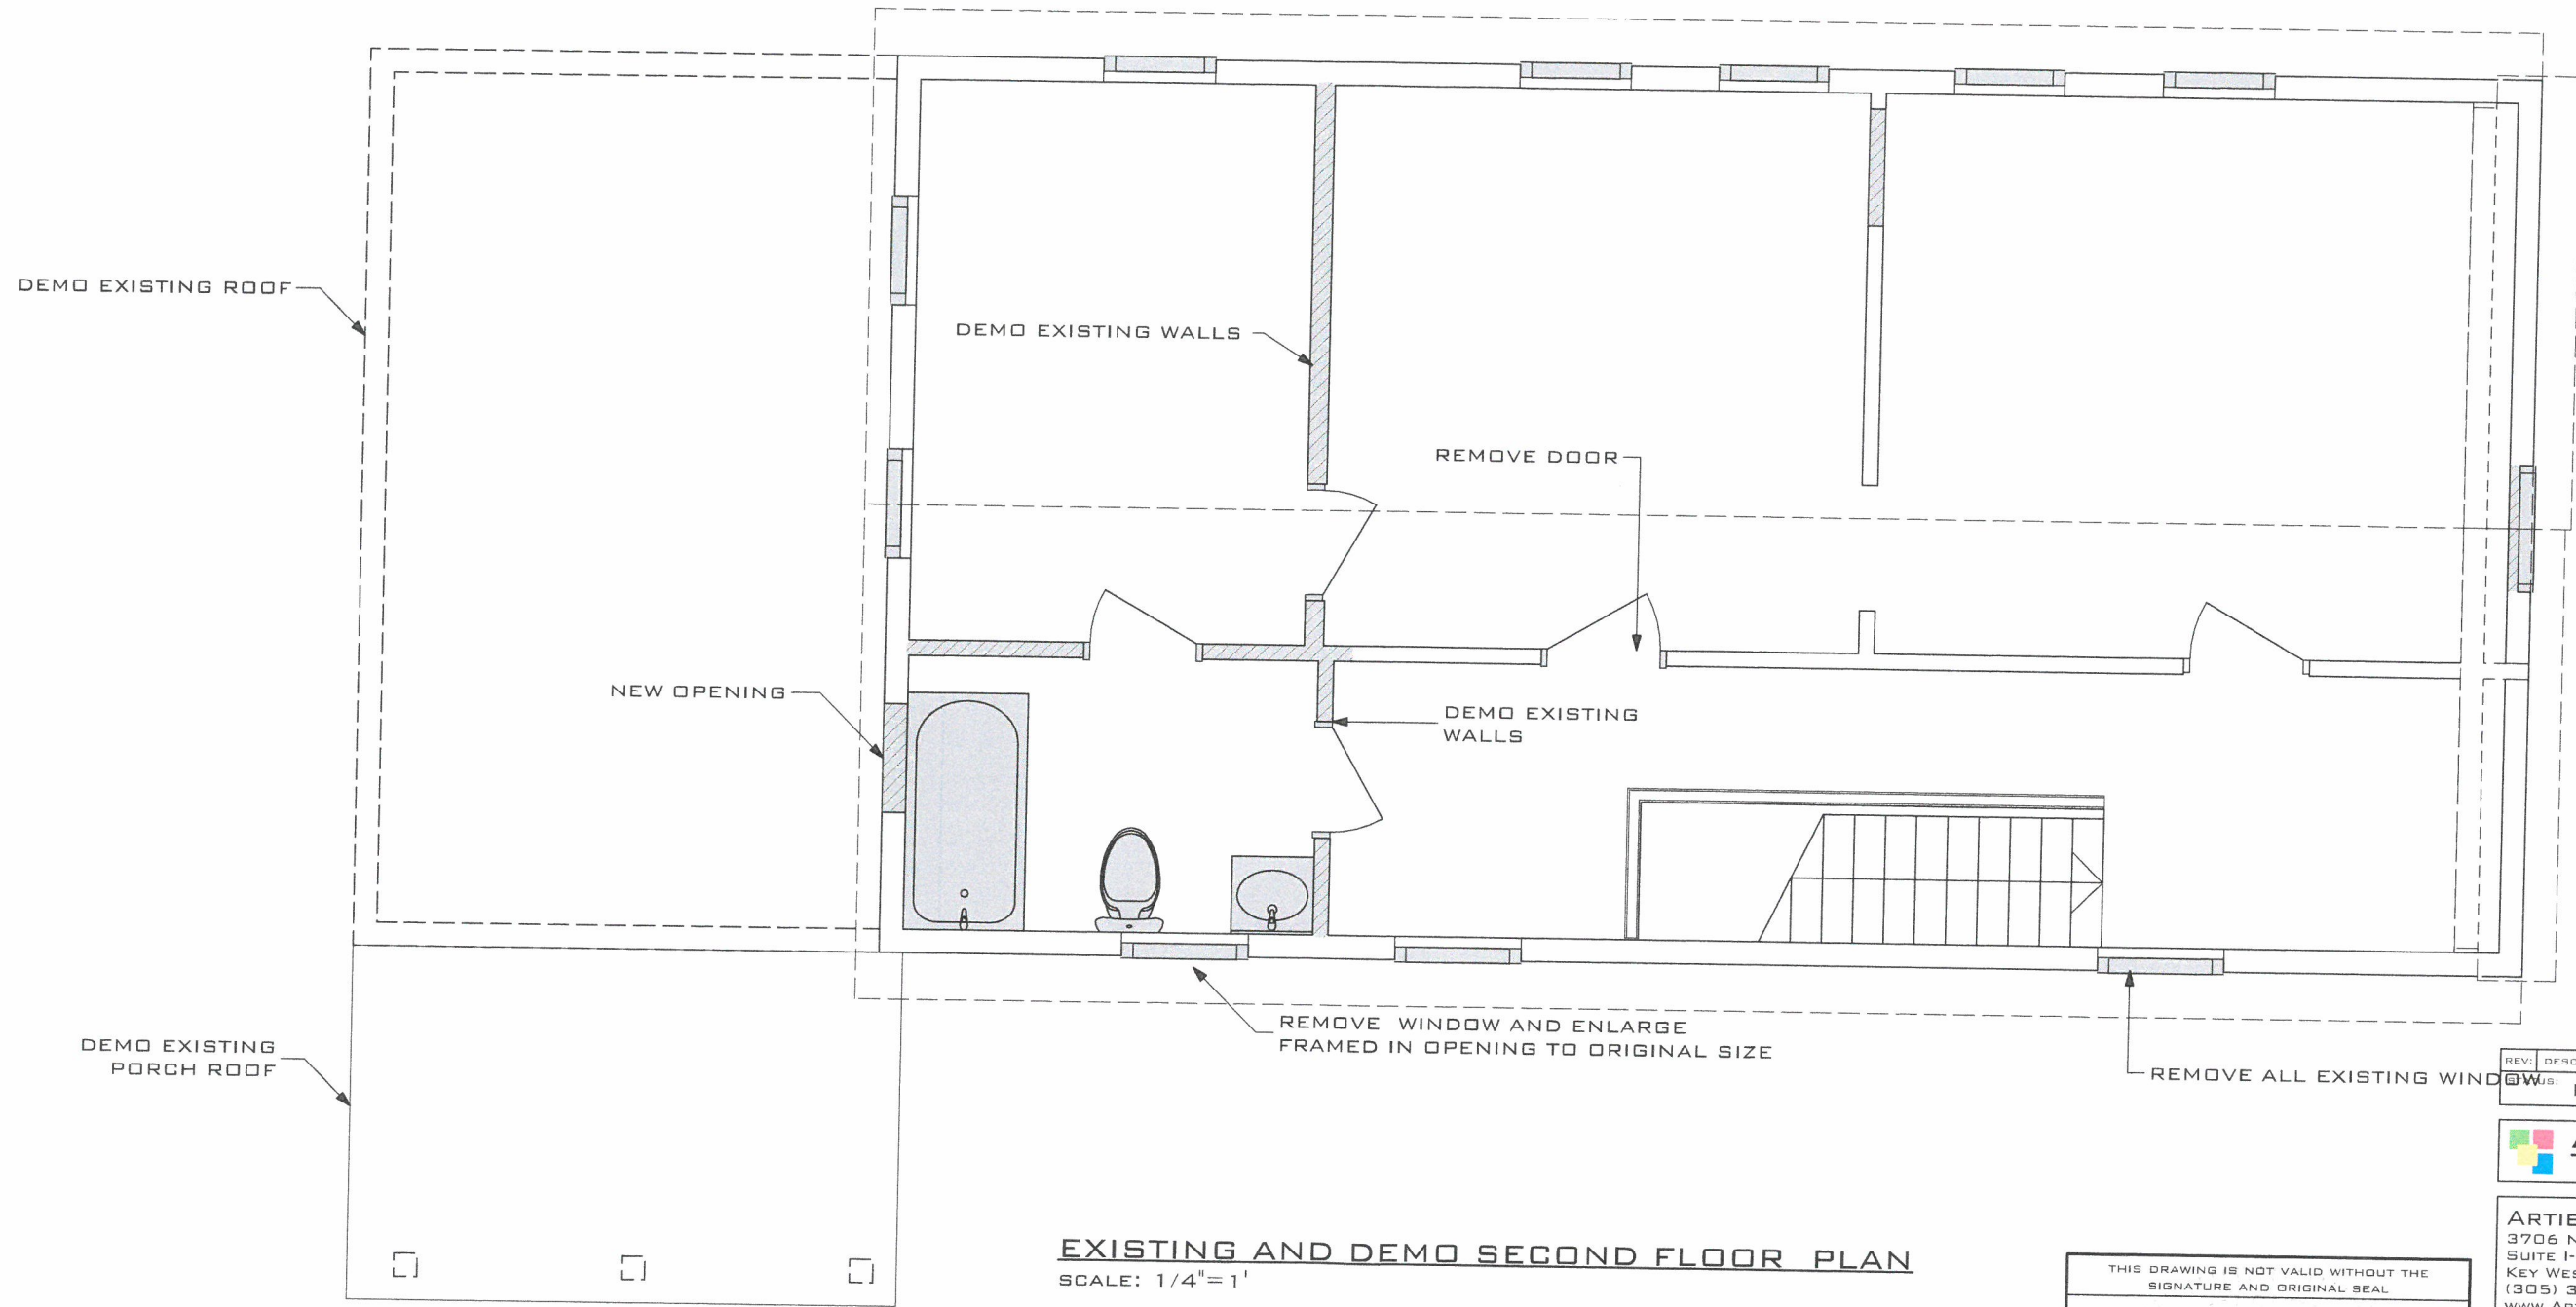 DEMO EXISTING ROOF
DEMO EXISTING WALLS
REMOVE DOOR
NEW OPENING
DEMO EXISTING
WALLS
DEMO EXISTING
PORCH ROOF
REMOVE WINDOW AND ENLARGE
FRAMED IN OPENING TO ORIGINAL SIZE
REMOVE ALL EXISTING WINDOW
REV:
STATUS:
EXISTING AND DEMO SECOND FLOOR PLAN
SCALE: 1/4"=1'
THIS DRAWING IS NOT VALID WITHOUT THE
SIGNATURE AND ORIGINAL SEAL
3706 N
SUITE I-
(305) 3